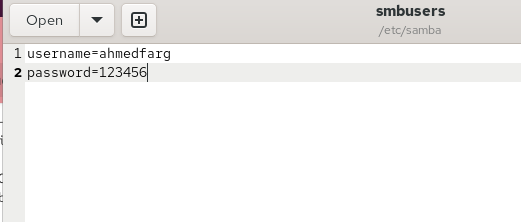 Open
smbusers
/etc/samba
1 username=ahmedfarg
2 password=123456